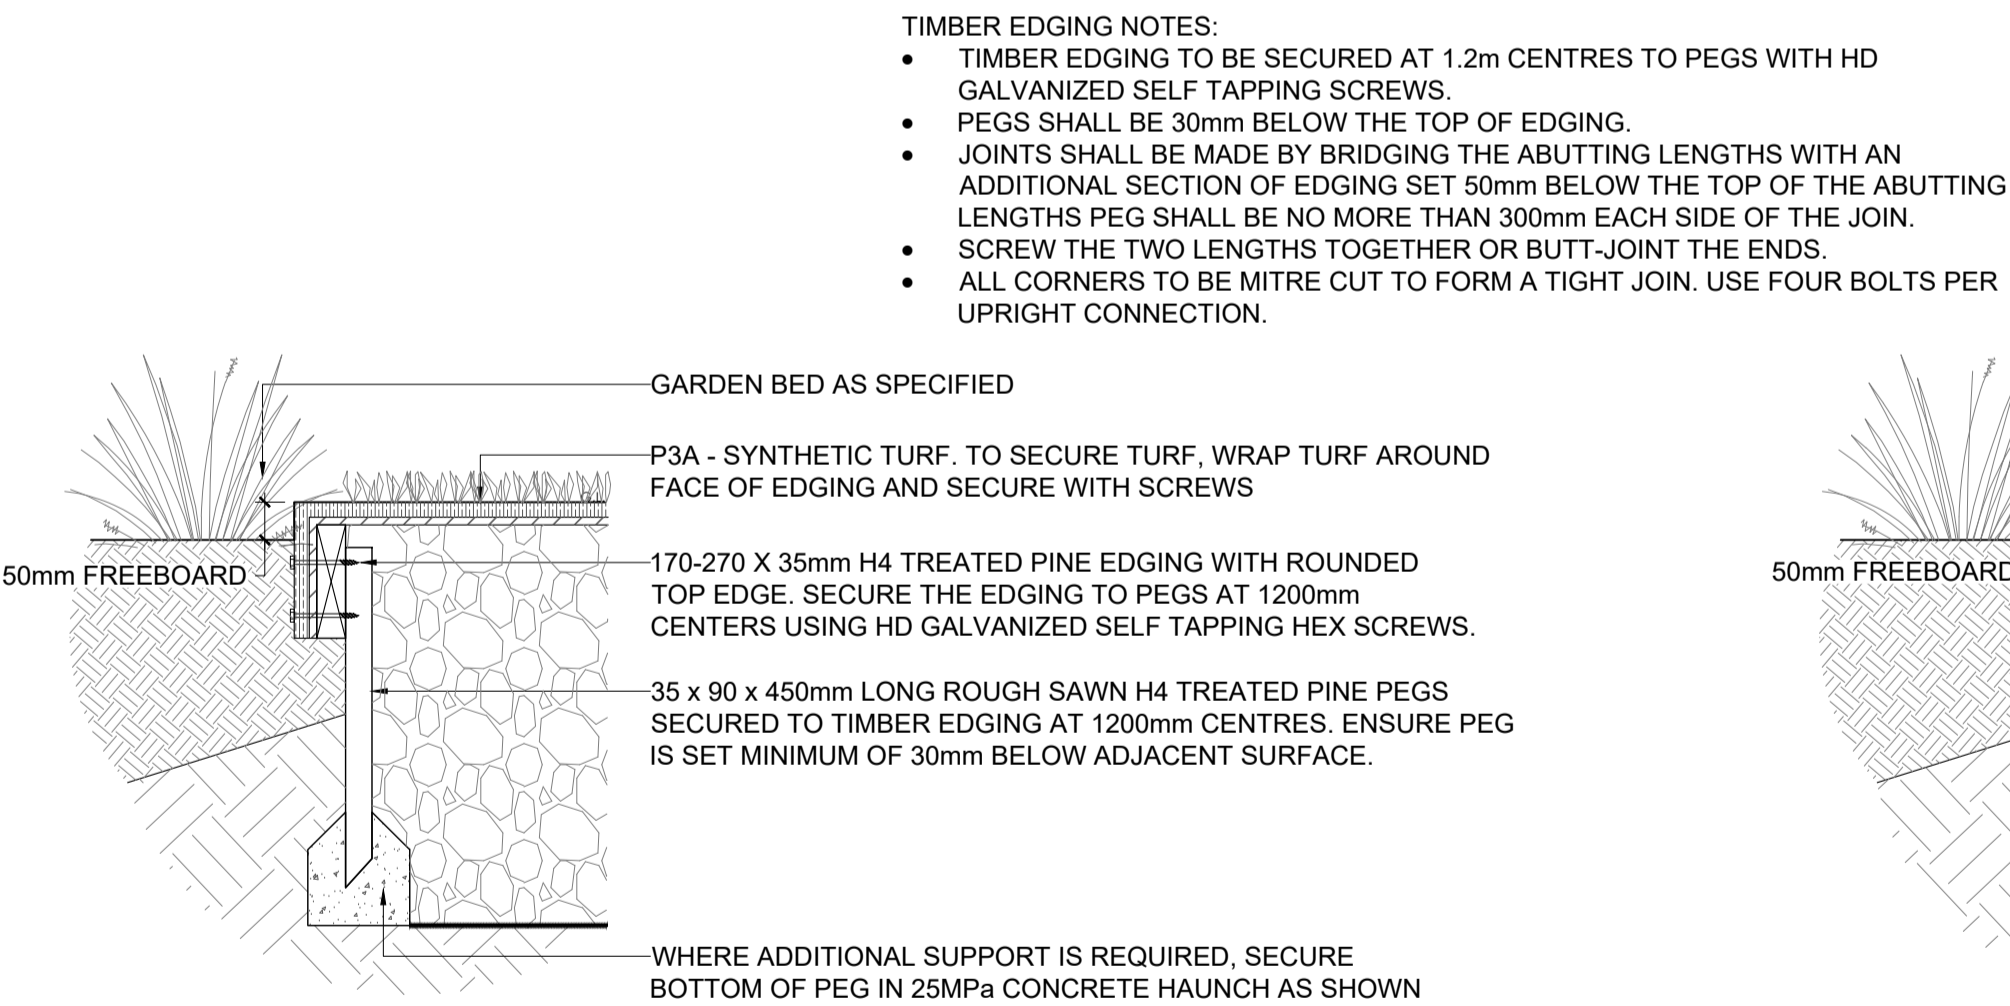 TIMBER EDGING NOTES:
• TIMBER EDGING TO BE SECURED AT 1.2m CENTRES TO PEGS WITH HD
GALVANIZED SELF TAPPING SCREWS.
• PEGS SHALL BE 30mm BELOW THE TOP OF EDGING.
• JOINTS SHALL BE MADE BY BRIDGING THE ABUTTING LENGTHS WITH AN
ADDITIONAL SECTION OF EDGING SET 50mm BELOW THE TOP OF THE ABUTTING
LENGTHS PEG SHALL BE NO MORE THAN 300mm EACH SIDE OF THE JOIN.
• SCREW THE TWO LENGTHS TOGETHER OR BUTT-JOINT THE ENDS.
• ALL CORNERS TO BE MITRE CUT TO FORM A TIGHT JOIN. USE FOUR BOLTS PER
UPRIGHT CONNECTION.
GARDEN BED AS SPECIFIED
P3A - SYNTHETIC TURF. TO SECURE TURF, WRAP TURF AROUND
FACE OF EDGING AND SECURE WITH SCREWS
50mm FREEBOARD
170-270 X 35mm H4 TREATED PINE EDGING WITH ROUNDED
TOP EDGE. SECURE THE EDGING TO PEGS AT 1200mm
CENTERS USING HD GALVANIZED SELF TAPPING HEX SCREWS.
35 x 90 x 450mm LONG ROUGH SAWN H4 TREATED PINE PEGS
SECURED TO TIMBER EDGING AT 1200mm CENTRES. ENSURE PEG
IS SET MINIMUM OF 30mm BELOW ADJACENT SURFACE.
WHERE ADDITIONAL SUPPORT IS REQUIRED, SECURE
BOTTOM OF PEG IN 25MPa CONCRETE HAUNCH AS SHOWN
50mm FREEBOARD